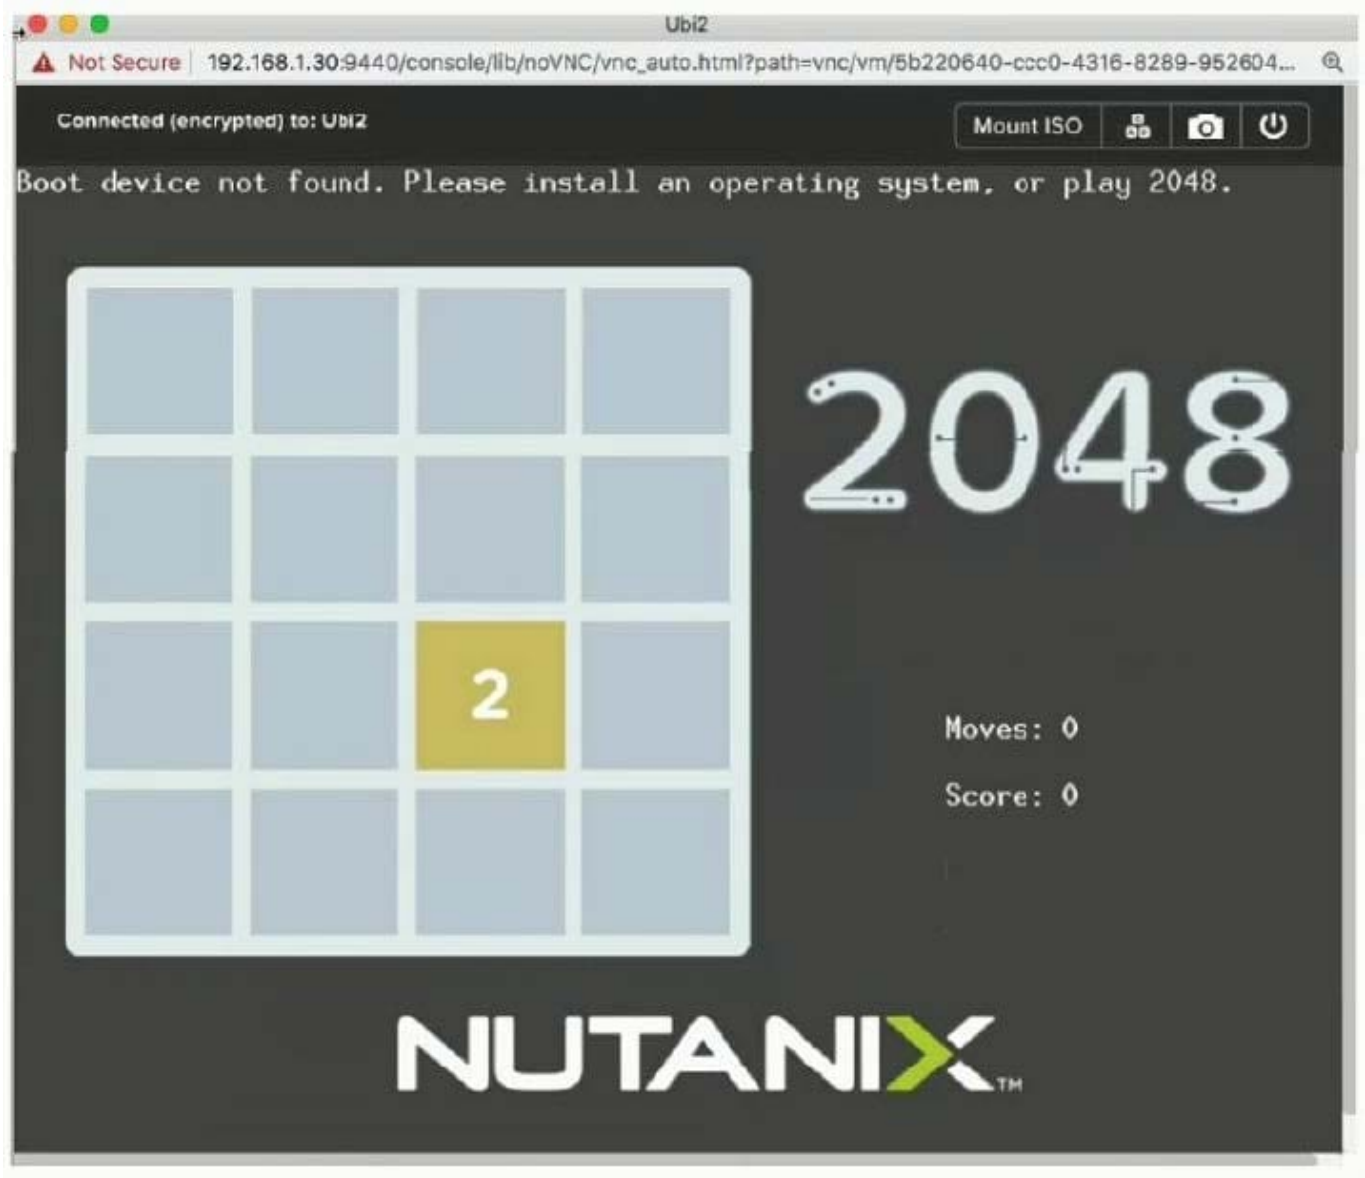 Ubi2
Not Secure 192.168.1.30:9440/console/lib/noVNC/vnc_auto.html?path=vnc/vm/5b220640-ccc0-4316-8289-952604...
Connected (encrypted) to: Ubi2
Mount ISO
Boot device not found. Please install an operating system, or play 2048.
2048
2
Moves: 0
Score: 0
NUTANIX™